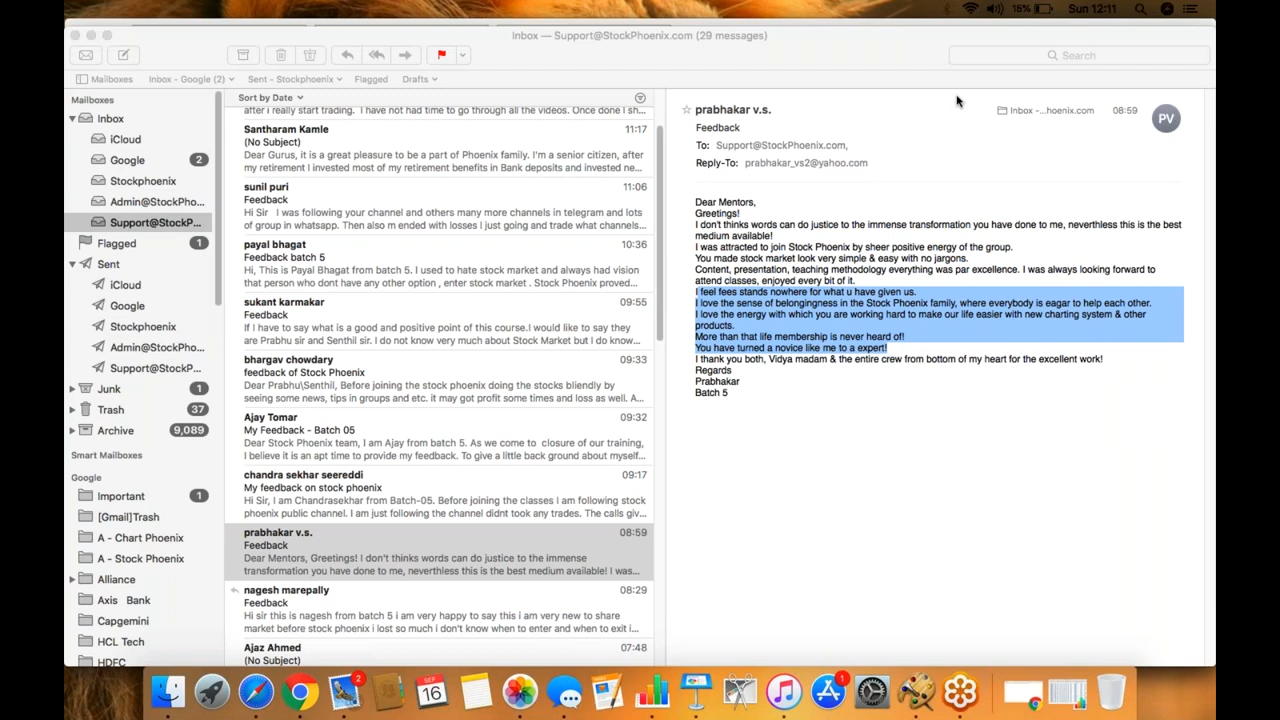 15%
Sun 12:11
Inbox — Support@StockPhoenix.com (29 messages)
Search
Mailboxes
Inbox - Google (2)
Sent - Stockphoenix
Flagged
Drafts
Mailboxes
Inbox
iCloud
Google
2
Stockphoenix
Admin@StockPho...
Support@StockP...
Flagged
1
Sent
iCloud
Google
Stockphoenix
Admin@StockPho...
Support@StockP...
Junk
1
Trash
37
Archive
9,089
Smart Mailboxes
Google
Important
1
[Gmail]Trash
A - Chart Phoenix
A - Stock Phoenix
Alliance
Axis Bank
Capgemini
HCL Tech
HDFC
Sort by Date
after i really start trading. I have not had time to go through all the videos. Once done I sh...
Santharam Kamle
11:17
(No Subject)
Dear Gurus, it is a great pleasure to be a part of Phoenix family. I'm a senior citizen, after
my retirement I invested most of my retirement benefits in Bank deposits and invested ne...
sunil puri
11:06
Feedback
Hi Sir I was following your channel and others many more channels in telegram and lots
of group in whatsapp. Then also m ended with losses I just going and trade what channels...
payal bhagat
10:36
Feedback batch 5
Hi, This is Payal Bhagat from batch 5. I used to hate stock market and always had vision
that person who dont have any other option , enter stock market . Stock Phoenix proved...
sukant karmakar
09:55
Feedback
If I have to say what is a good and positive point of this course.I would like to say they
are Prabhu sir and Senthil sir. I do not know very much about Stock Market but I do know...
bhargav chowdary
09:33
feedback of Stock Phoenix
Dear Prabhu\Senthil, Before joining the stock phoenix doing the stocks bliendly by
seeing some news, tips in groups and etc. it may got profit some times and loss as well. A...
Ajay Tomar
09:32
My Feedback - Batch 05
Dear Stock Phoenix team, I am Ajay from batch 5. As we come to closure of our training,
I believe it is an apt time to provide my feedback. To give a little back ground about myself...
chandra sekhar seereddi
09:17
My feedback on stock phoenix
Hi Sir, I am Chandrasekhar from Batch-05. Before joining the classes I am following stock
phoenix public channel. I am just following the channel didnt took any trades. The calls giv...
prabhakar v.s.
08:59
Feedback
Dear Mentors, Greetings! I don't thinks words can do justice to the immense
transformation you have done to me, neverthless this is the best medium available! I was...
nagesh marepally
08:29
Feedback
Hi sir this is nagesh from batch 5 i am very happy to say this i am very new to share
market before stock phoenix i lost so much i don't know when to enter and when to exit i...
Ajaz Ahmed
07:48
(No Subject)
prabhakar v.s.
Inbox -...hoenix.com
08:59
PV
Feedback
To: Support@StockPhoenix.com,
Reply-To: prabhakar_vs2@yahoo.com
Dear Mentors,
Greetings!
I don't thinks words can do justice to the immense transformation you have done to me, neverthless this is the best
medium available!
I was attracted to join Stock Phoenix by sheer positive energy of the group.
You made stock market look very simple & easy with no jargons.
Content, presentation, teaching methodology everything was par excellence. I was always looking forward to
attend classes, enjoyed every bit of it.
I feel fees stands nowhere for what u have given us.
I love the sense of belongingness in the Stock Phoenix family, where everybody is eagar to help each other.
I love the energy with which you are working hard to make our life easier with new charting system & other
products.
More than that life membership is never heard of!
You have turned a novice like me to a expert!
I thank you both, Vidya madam & the entire crew from bottom of my heart for the excellent work!
Regards
Prabhakar
Batch 5
2
SEP
16
1